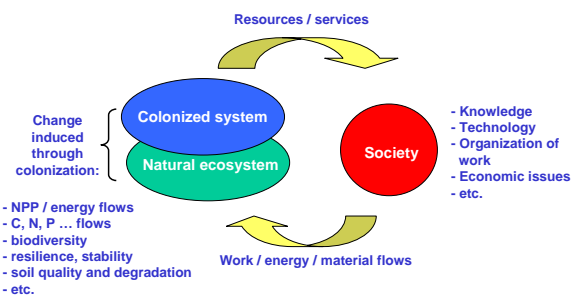 Resources / services
Colonized system
Natural ecosystem
Change
induced
through
colonization:
Society
- Knowledge
- Technology
- Organization of
work
- Economic issues
- etc.
- NPP / energy flows
- C, N, P ... flows
- biodiversity
- resilience, stability
- soil quality and degradation
- etc.
Work / energy / material flows